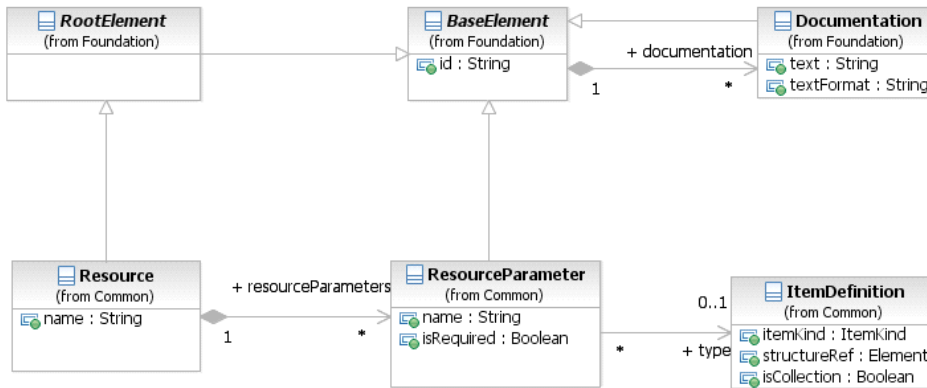 RootElement
(from Foundation)
BaseElement
(from Foundation)
id : String
Documentation
(from Foundation)
text : String
textFormat : String
+ documentation
1
*
Resource
(from Common)
name : String
+ resourceParameters
1
*
ResourceParameter
(from Common)
name : String
isRequired : Boolean
0..1
*
+ type
ItemDefinition
(from Common)
itemKind : ItemKind
structureRef : Element
isCollection : Boolean